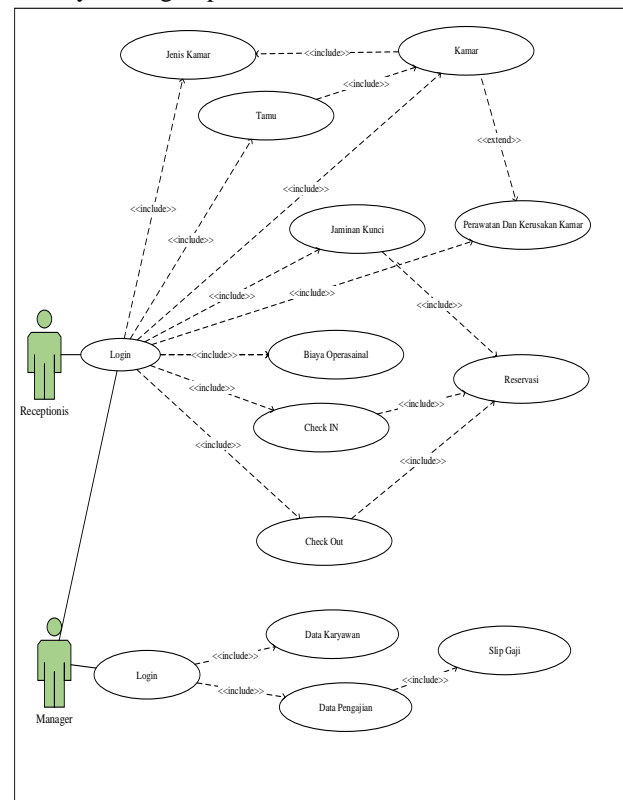 Jenis Kamar
<<include>>
Kamar
<<include>>
Tamu
<<extend>>
<<include>>
<<include>>
Jaminan Kunci
Perawatan Dan Kerusakan Kamar
<<include>>
<<include>>
<<include>>
<<include>>
Login
<<include>>
Biaya Operasainal
Reservasi
Receptionis
<<include>>
<<include>>
Check IN
<<include>>
<<include>>
Check Out
Data Karyawan
Slip Gaji
<<include>>
Login
<<include>>
<<include>>
Data Pengajian
Manager